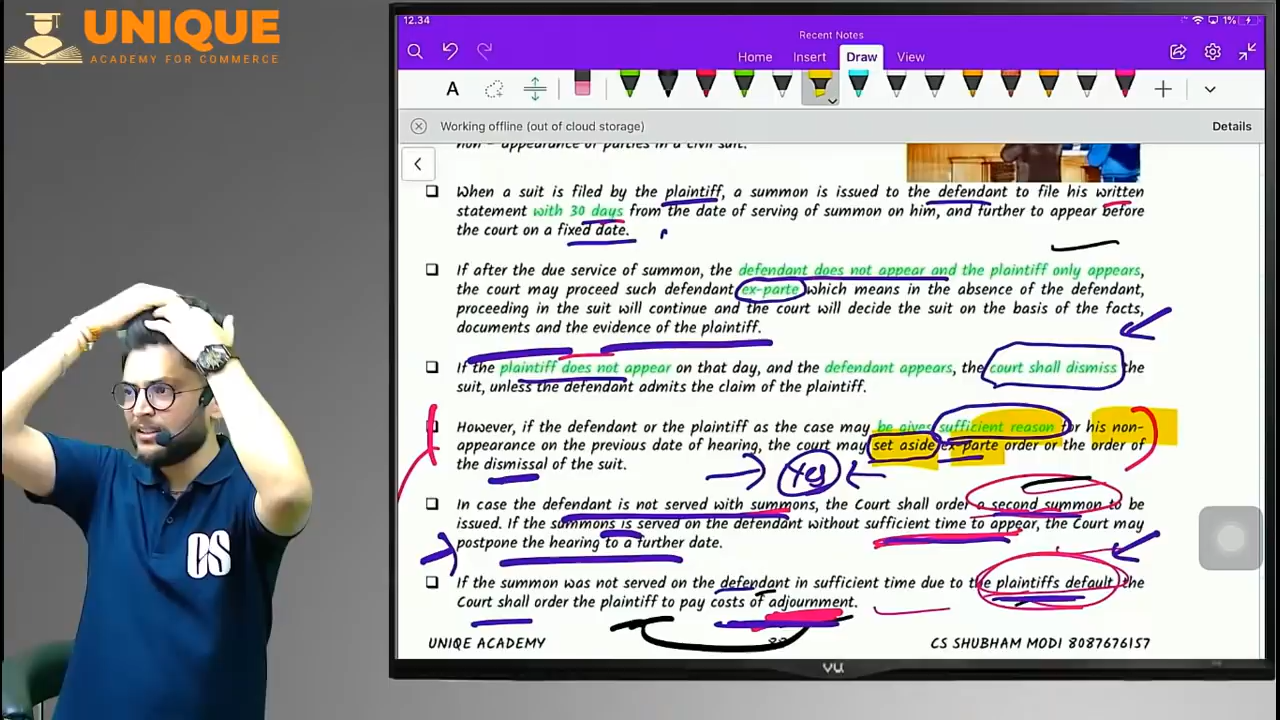 UNIQUE
ACADEMY FOR COMMERCE
12.34
1%
Recent Notes
Home Insert Draw View
A
Working offline (out of cloud storage)
Details
non - appearance of parties in a civil suit.
When a suit is filed by the plaintiff, a summon is issued to the defendant to file his written
statement with 30 days from the date of serving of summon on him, and further to appear before
the court on a fixed date.
If after the due service of summon, the defendant does not appear and the plaintiff only appears,
the court may proceed such defendant ex-parte which means in the absence of the defendant,
proceeding in the suit will continue and the court will decide the suit on the basis of the facts,
documents and the evidence of the plaintiff.
If the plaintiff does not appear on that day, and the defendant appears, the court shall dismiss the
suit, unless the defendant admits the claim of the plaintiff.
However, if the defendant or the plaintiff as the case may be gives sufficient reason for his non-
appearance on the previous date of hearing, the court may set aside ex-parte order or the order of
the dismissal of the suit.
Yes
In case the defendant is not served with summons, the Court shall order a second summon to be
issued. If the summons is served on the defendant without sufficient time to appear, the Court may
postpone the hearing to a further date.
If the summon was not served on the defendant in sufficient time due to the plaintiffs default the
Court shall order the plaintiff to pay costs of adjournment.
UNIQE ACADEMY
CS SHUBHAM MODI 8087676157
CS
VU